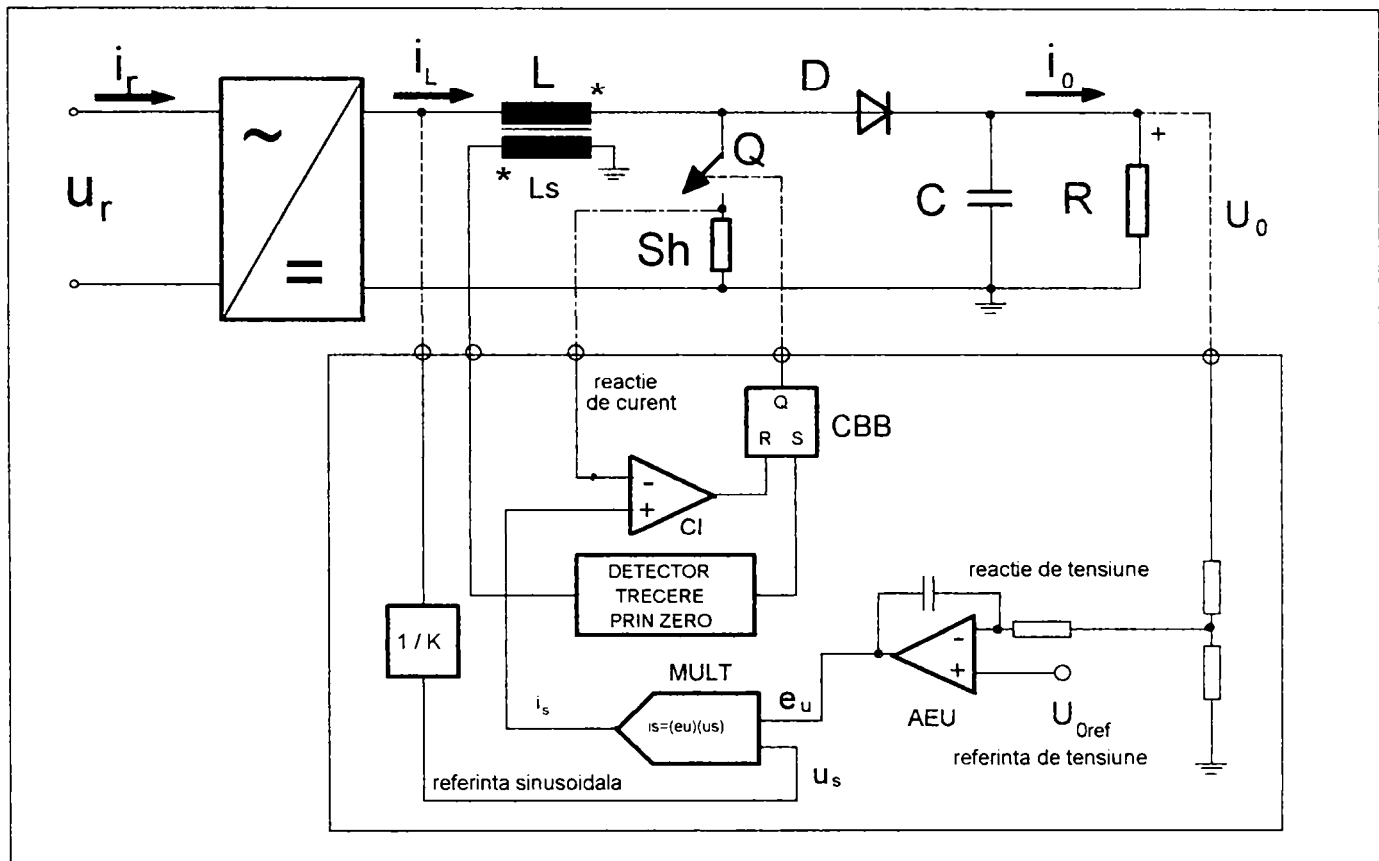 i_r
i_L
L
*
D
i_0
~
=
u_r
*
Ls
Q
Sh
C
R
+
U_0
reactie
de curent
Q
R S
CBB
-
+
CI
DETECTOR
TRECERE
PRIN ZERO
1 / K
MULT
i_s
is=(eu)(us)
e_u
u_s
referinta sinusoidala
reactie de tensiune
-
+
AEU
U_0ref
referinta de tensiune